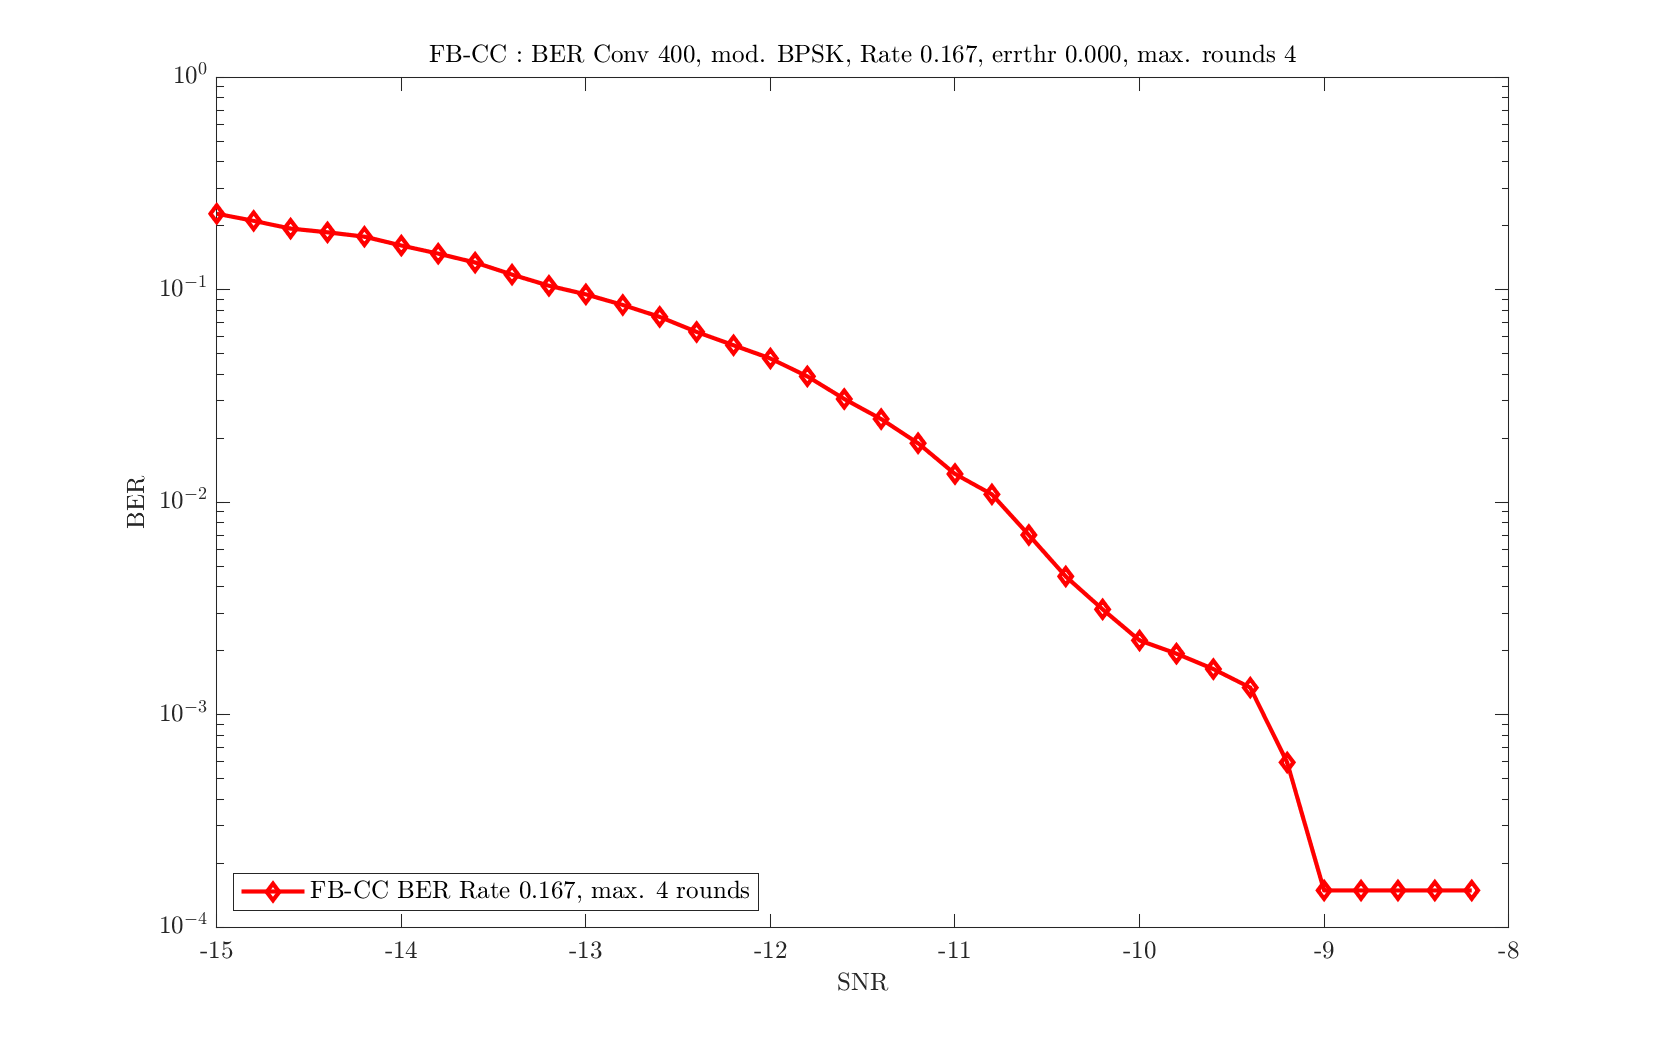 FB-CC : BER Conv 400, mod. BPSK, Rate 0.167, errthr 0.000, max. rounds 4
10^0
10^-1
10^-2
10^-3
10^-4
BER
FB-CC BER Rate 0.167, max. 4 rounds
-15 -14 -13 -12 -11 -10 -9 -8
SNR